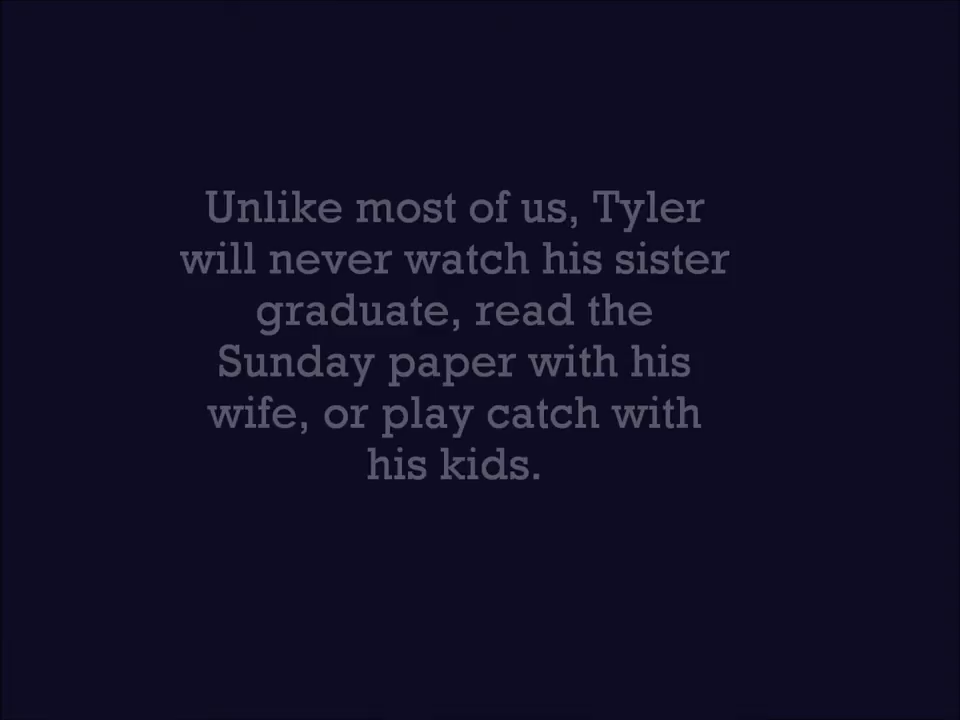 Unlike most of us, Tyler
will never watch his sister
graduate, read the
Sunday paper with his
wife, or play catch with
his kids.